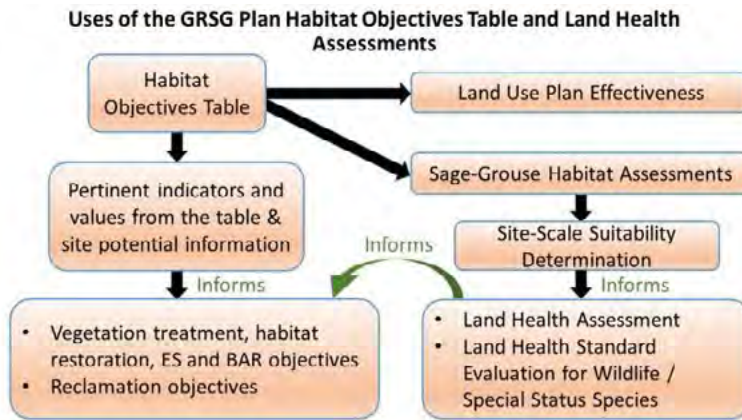 Uses of the GRSG Plan Habitat Objectives Table and Land Health
Assessments
Habitat
Objectives Table
Land Use Plan Effectiveness
Sage-Grouse Habitat Assessments
Pertinent indicators and
values from the table &
site potential information
Site-Scale Suitability
Determination
Informs
Informs
Informs
• Vegetation treatment, habitat
restoration, ES and BAR objectives
• Reclamation objectives
• Land Health Assessment
• Land Health Standard
Evaluation for Wildlife /
Special Status Species